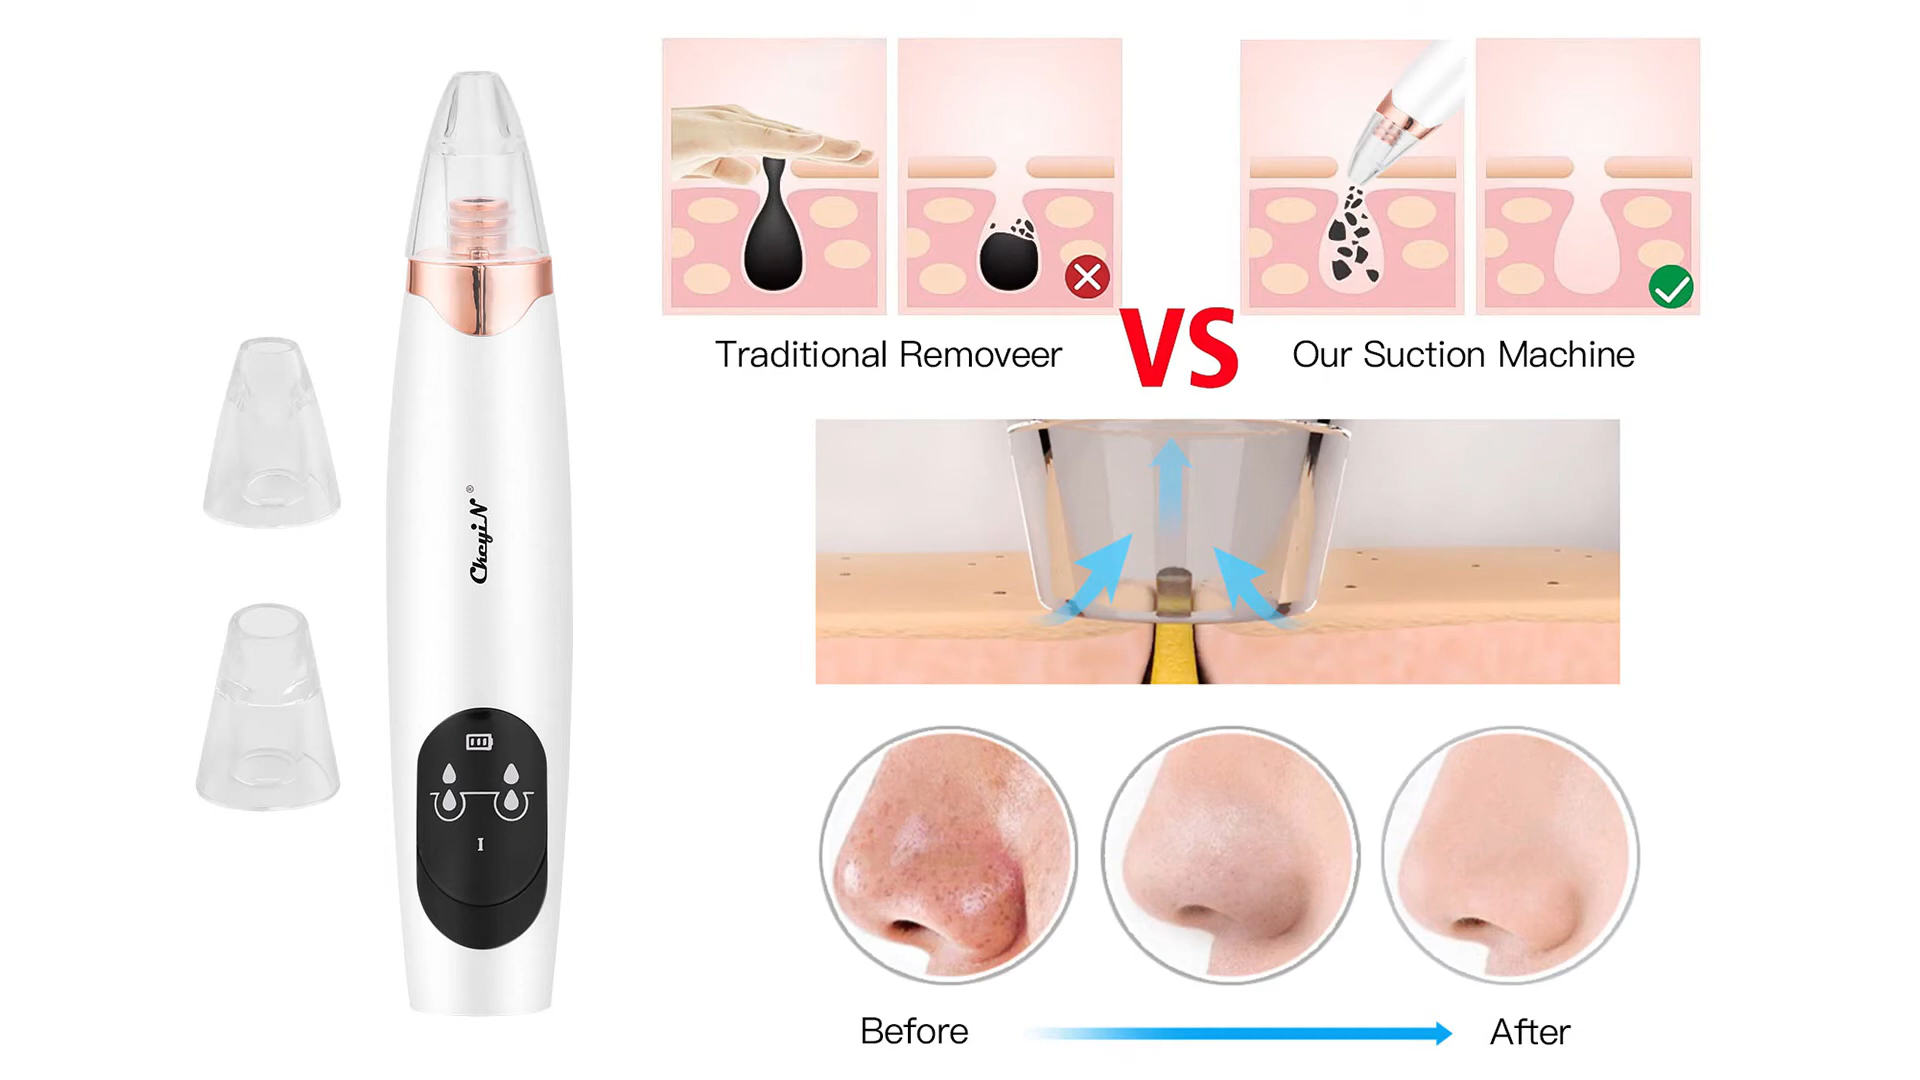 CkeyiN®
I
Traditional Removeer
VS
Our Suction Machine
Before
After